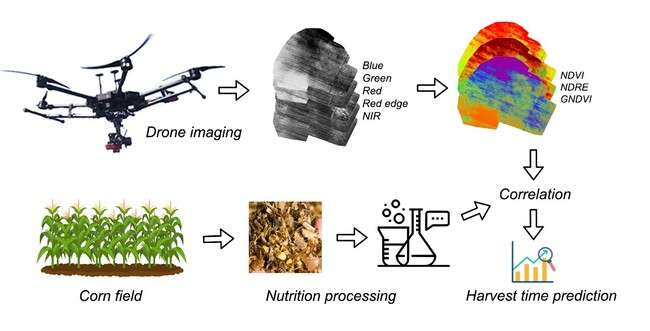 Blue
Green
Red
Red edge
NIR
NDVI
NDRE
GNDVI
Drone imaging
Correlation
Corn field
Nutrition processing
Harvest time prediction